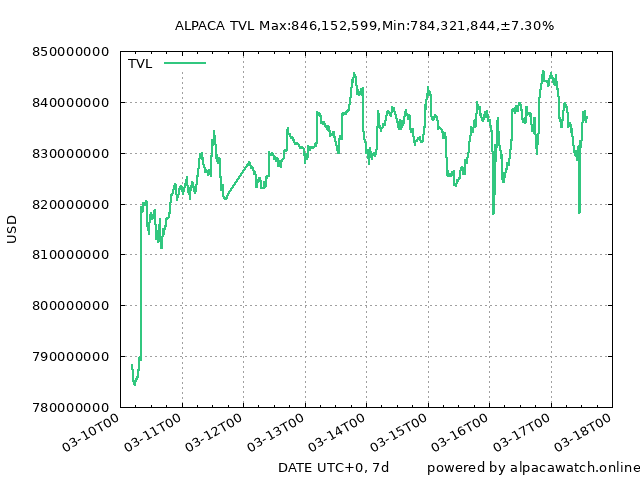 ALPACA TVL Max:846,152,599,Min:784,321,844,±7.30%
TVL
850000000
840000000
830000000
820000000
810000000
800000000
790000000
780000000
USD
03-10T00
03-11T00
03-12T00
03-13T00
03-14T00
03-15T00
03-16T00
03-17T00
03-18T00
DATE UTC+0, 7d
powered by alpacawatch.online